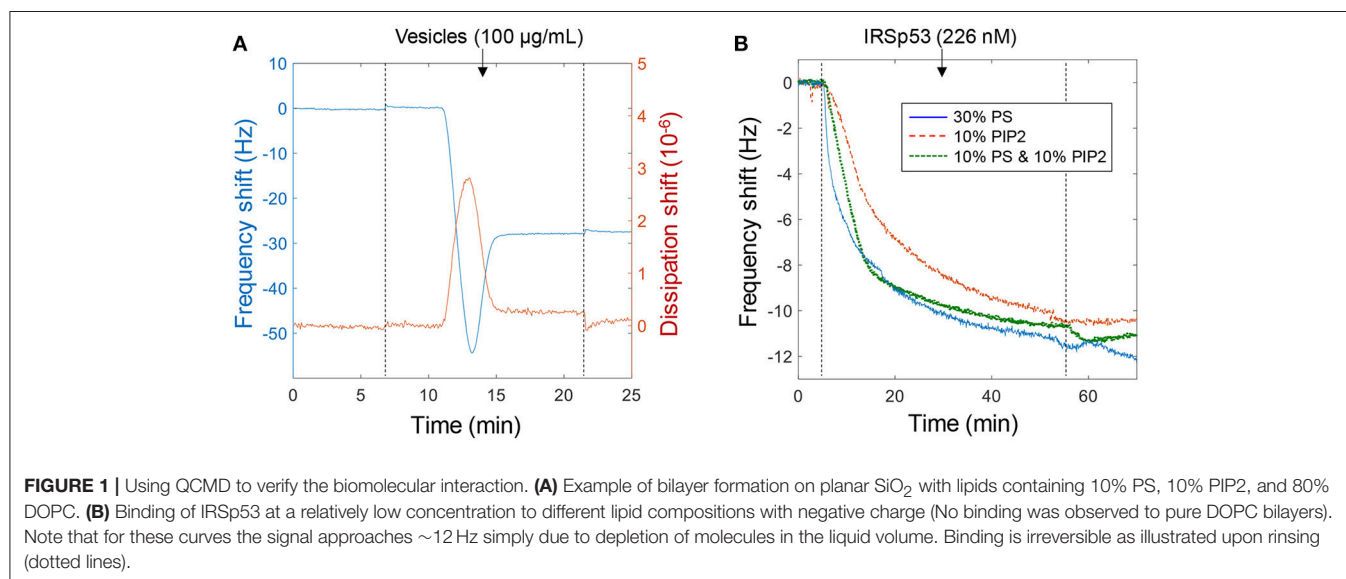 A
Vesicles (100 µg/mL)
Frequency shift (Hz)
10
0
-10
-20
-30
-40
-50
Dissipation shift (10-6)
5
4
3
2
1
0
0 5 10 15 20 25
Time (min)
B
IRSp53 (226 nM)
Frequency shift (Hz)
0
-2
-4
-6
-8
-10
-12
30% PS
10% PIP2
10% PS & 10% PIP2
0 20 40 60
Time (min)
FIGURE 1 | Using QCMD to verify the biomolecular interaction. (A) Example of bilayer formation on planar SiO2 with lipids containing 10% PS, 10% PIP2, and 80%
DOPC. (B) Binding of IRSp53 at a relatively low concentration to different lipid compositions with negative charge (No binding was observed to pure DOPC bilayers).
Note that for these curves the signal approaches ∼12 Hz simply due to depletion of molecules in the liquid volume. Binding is irreversible as illustrated upon rinsing
(dotted lines).